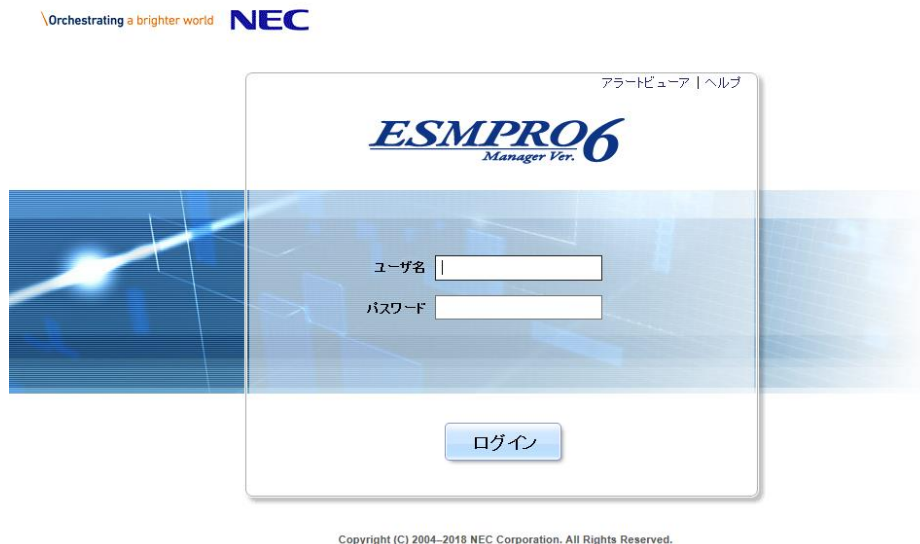 \Orchestrating a brighter world NEC
アラートビューア | ヘルプ
ESMPRO6
Manager Ver.
ユーザ名
パスワード
ログイン
Copyright (C) 2004–2018 NEC Corporation. All Rights Reserved.